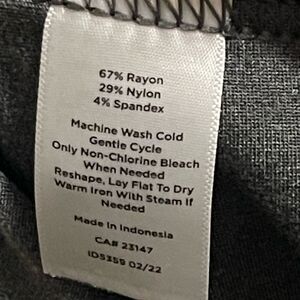 67% Rayon
29% Nylon
4% Spandex
Machine Wash Cold
Gentle Cycle
Only Non-Chlorine Bleach
When Needed
Reshape, Lay Flat To Dry
Warm Iron With Steam If
Needed
Made In Indonesia
CA# 23147
ID5359 02/22